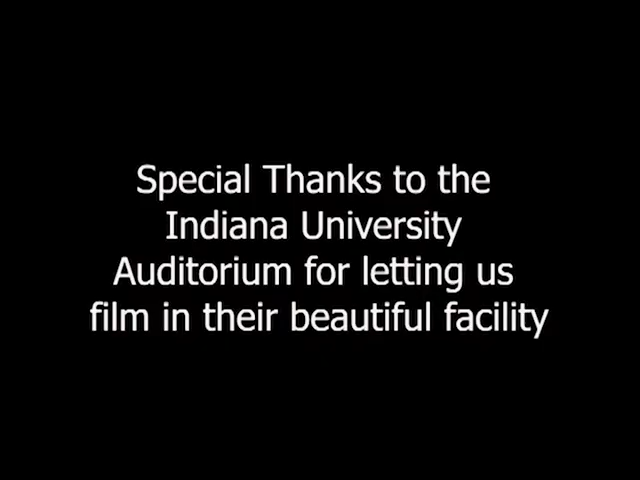 Special Thanks to the
Indiana University
Auditorium for letting us
film in their beautiful facility